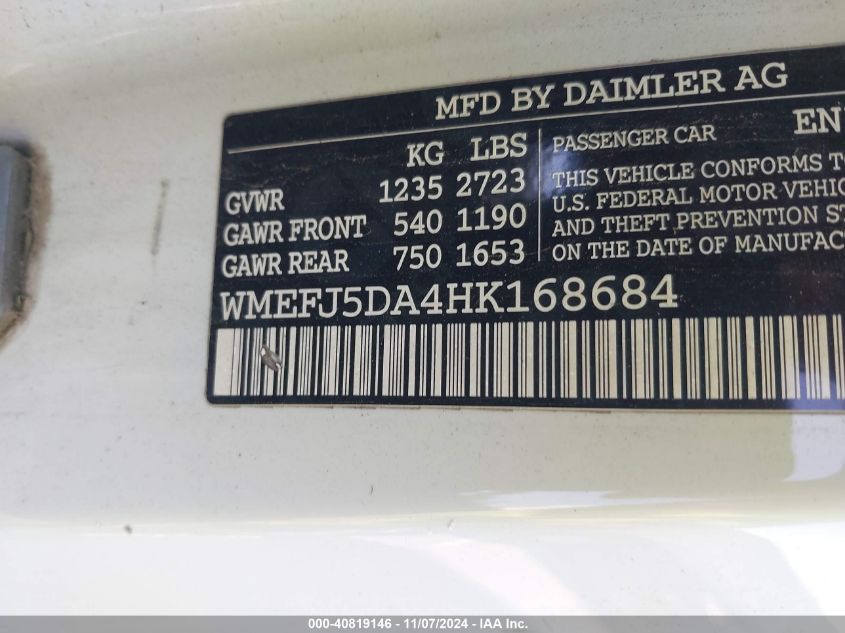 MFD BY DAIMLER AG
KG LBS
GVWR 1235 2723
GAWR FRONT 540 1190
GAWR REAR 750 1653
PASSENGER CAR EN
THIS VEHICLE CONFORMS T
U.S. FEDERAL MOTOR VEHIC
AND THEFT PREVENTION ST
ON THE DATE OF MANUFAC
WMEFJ5DA4HK168684
000-40819146 — 11/07/2024 — IAA Holdings, Inc.